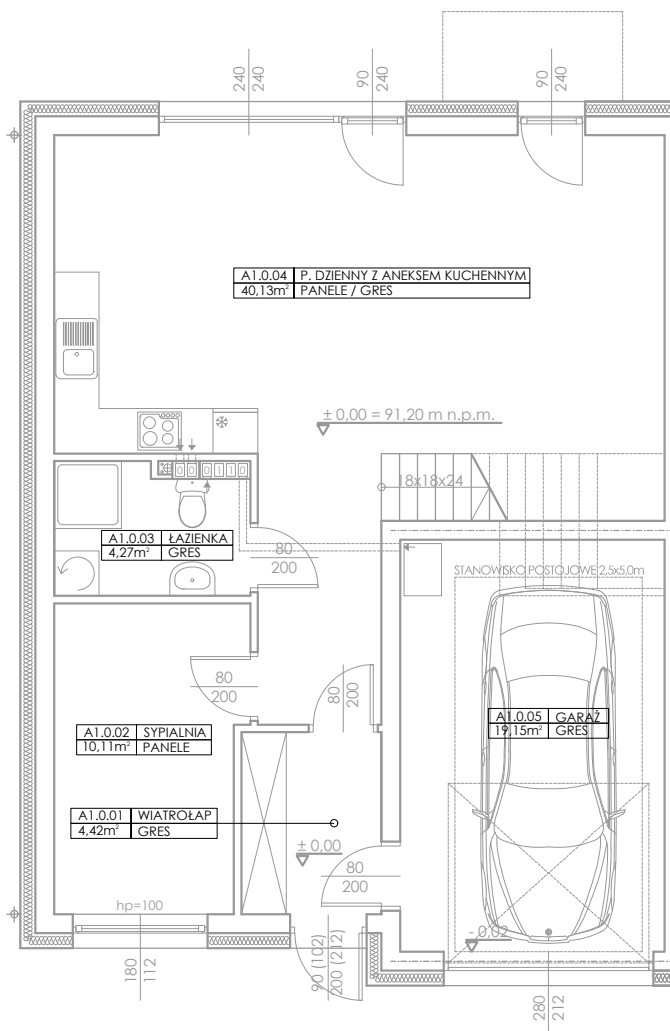 240
240
90
240
90
240
A1.0.04 P. DZIENNY Z ANEKSEM KUCHENNYM
40,13m² PANELE / GRES
± 0,00 = 91,20 m n.p.m.
18x18x24
A1.0.03 ŁAZIENKA
4,27m² GRES
80
200
STANOWISKO POSTOJOWE 2,5x5,0m
80
200
80
200
A1.0.02 SYPIALNIA
10,11m² PANELE
A1.0.05 GARAŻ
19,15m² GRES
A1.0.01 WIATROŁAP
4,42m² GRES
± 0,00
80
200
hp=100
- 0,02
180
112
90 (102)
200 (212)
280
212